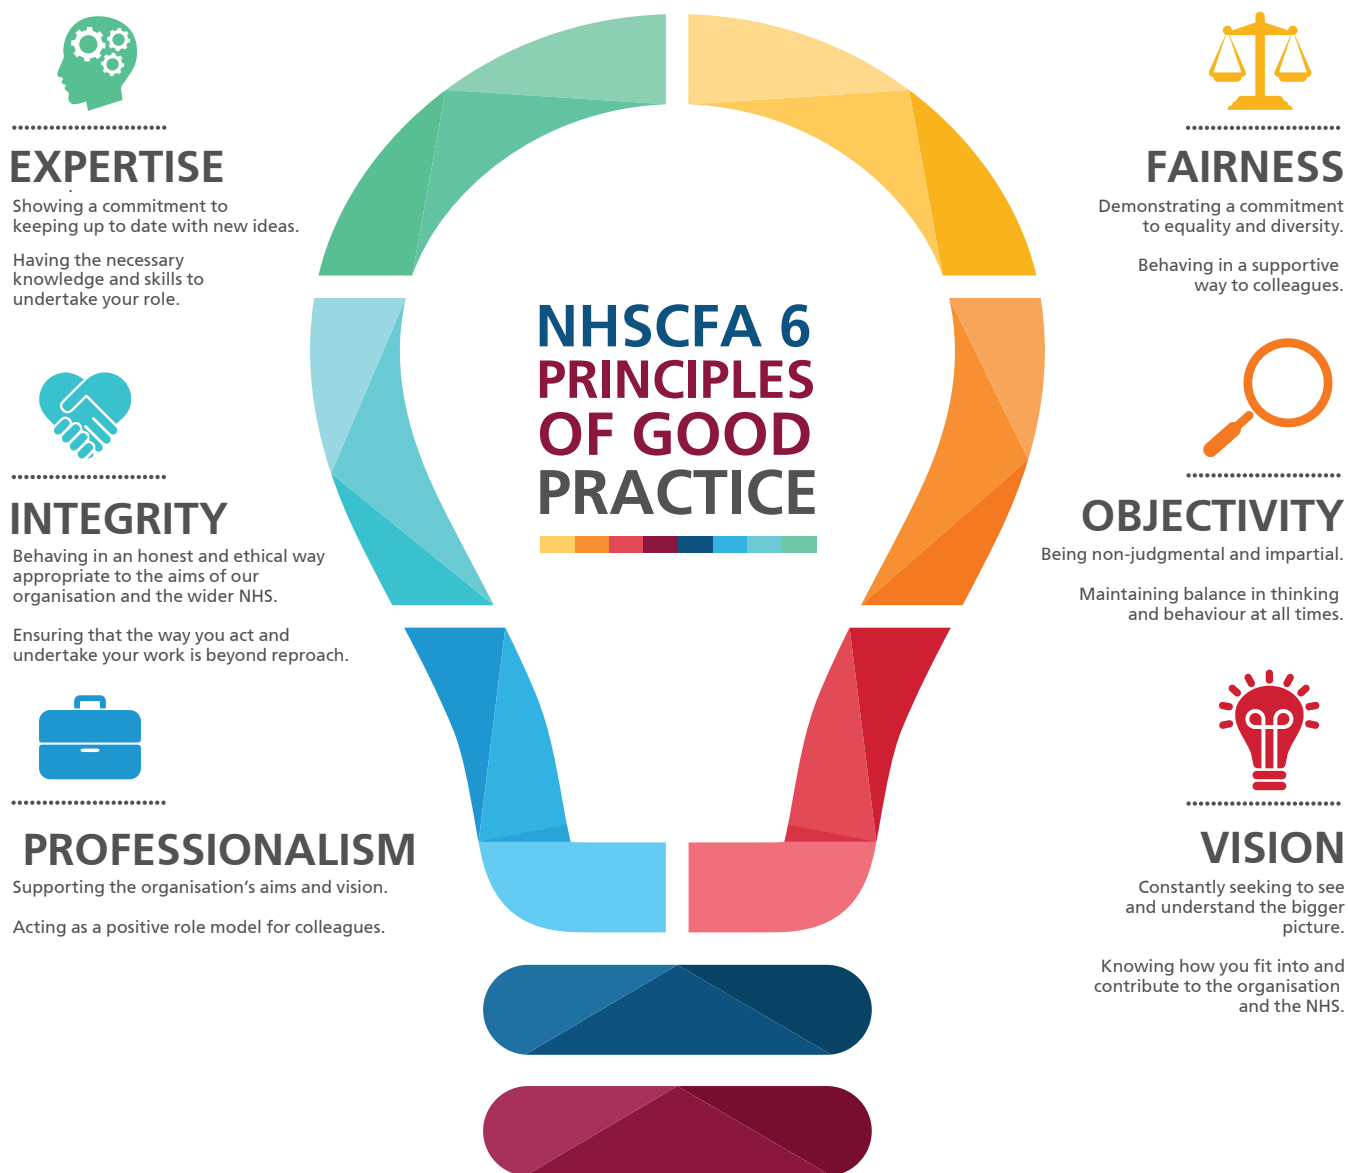 EXPERTISE
Showing a commitment to
keeping up to date with new ideas.
Having the necessary
knowledge and skills to
undertake your role.
INTEGRITY
Behaving in an honest and ethical way
appropriate to the aims of our
organisation and the wider NHS.
Ensuring that the way you act and
undertake your work is beyond reproach.
PROFESSIONALISM
Supporting the organisation’s aims and vision.
Acting as a positive role model for colleagues.
NHSCFA 6
PRINCIPLES
OF GOOD
PRACTICE
FAIRNESS
Demonstrating a commitment
to equality and diversity.
Behaving in a supportive
way to colleagues.
OBJECTIVITY
Being non-judgmental and impartial.
Maintaining balance in thinking
and behaviour at all times.
VISION
Constantly seeking to see
and understand the bigger
picture.
Knowing how you fit into and
contribute to the organisation
and the NHS.